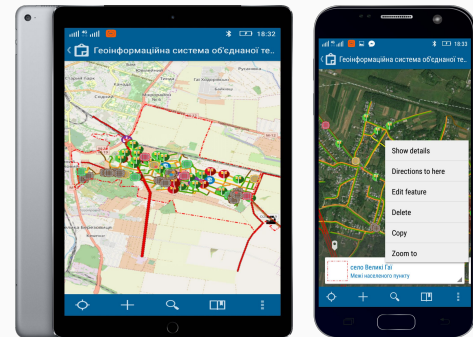 18:32
Геоінформаційна система об'єднаної те..
18:33
Геоінформаційна система об'єднаної те..
Show details
Directions to here
Edit feature
Delete
Copy
Zoom to
село Великі Гаї
Межі населеного пункту